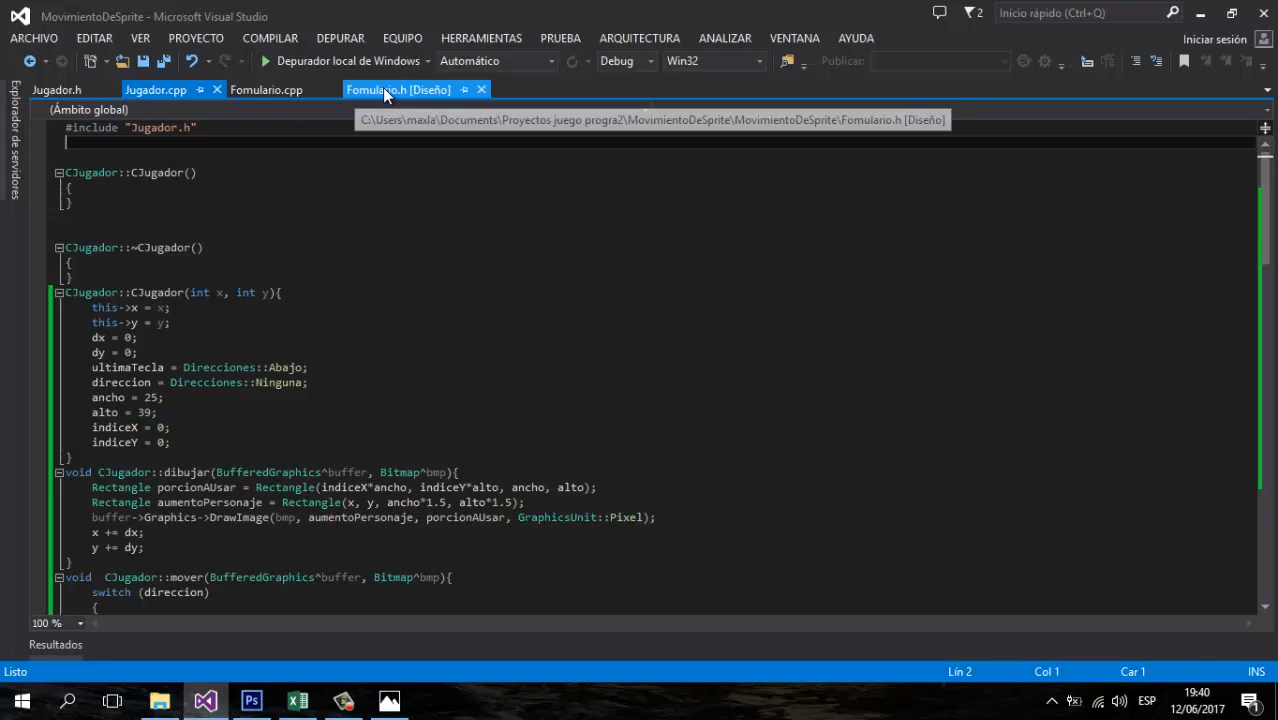 MovimientoDeSprite - Microsoft Visual Studio
2
Inicio rápido (Ctrl+Q)
ARCHIVO EDITAR VER PROYECTO COMPILAR DEPURAR EQUIPO HERRAMIENTAS PRUEBA ARQUITECTURA ANALIZAR VENTANA AYUDA
Iniciar sesión
Depurador local de Windows Automático Debug Win32 Publicar:
Explorador de servidores
Jugador.h Jugador.cpp Fomulario.cpp Fomulario.h [Diseño]
(Ámbito global)
C:\Users\maxla\Documents\Proyectos juego progra2\MovimientoDeSprite\MovimientoDeSprite\Fomulario.h [Diseño]
#include "Jugador.h"
CJugador::CJugador()
{
}
CJugador::~CJugador()
{
}
CJugador::CJugador(int x, int y){
this->x = x;
this->y = y;
dx = 0;
dy = 0;
ultimaTecla = Direcciones::Abajo;
direccion = Direcciones::Ninguna;
ancho = 25;
alto = 39;
indiceX = 0;
indiceY = 0;
}
void CJugador::dibujar(BufferedGraphics^buffer, Bitmap^bmp){
Rectangle porcionAUsar = Rectangle(indiceX*ancho, indiceY*alto, ancho, alto);
Rectangle aumentoPersonaje = Rectangle(x, y, ancho*1.5, alto*1.5);
buffer->Graphics->DrawImage(bmp, aumentoPersonaje, porcionAUsar, GraphicsUnit::Pixel);
x += dx;
y += dy;
}
void  CJugador::mover(BufferedGraphics^buffer, Bitmap^bmp){
switch (direccion)
{
100 %
Resultados
Listo
Lín 2 Col 1 Car 1 INS
Ps
ESP
19:40
12/06/2017
1